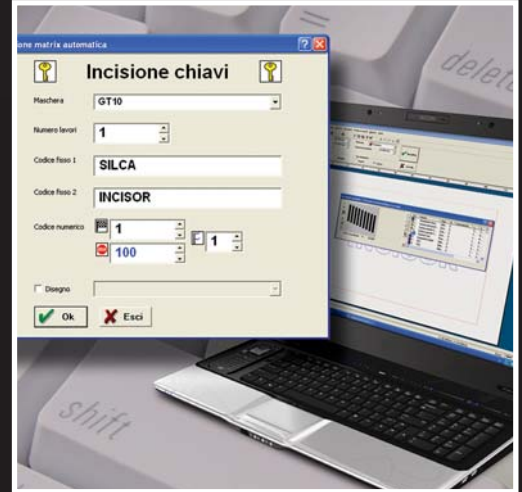 one matrix automatica
Incisione chiavi
Maschera
GT10
Numero lavori
1
Codice fisso 1
SILCA
Codice fisso 2
INCISOR
Codice numerico
1
100
1
Disegno
Ok
Esci
delete
INCISOR
shift